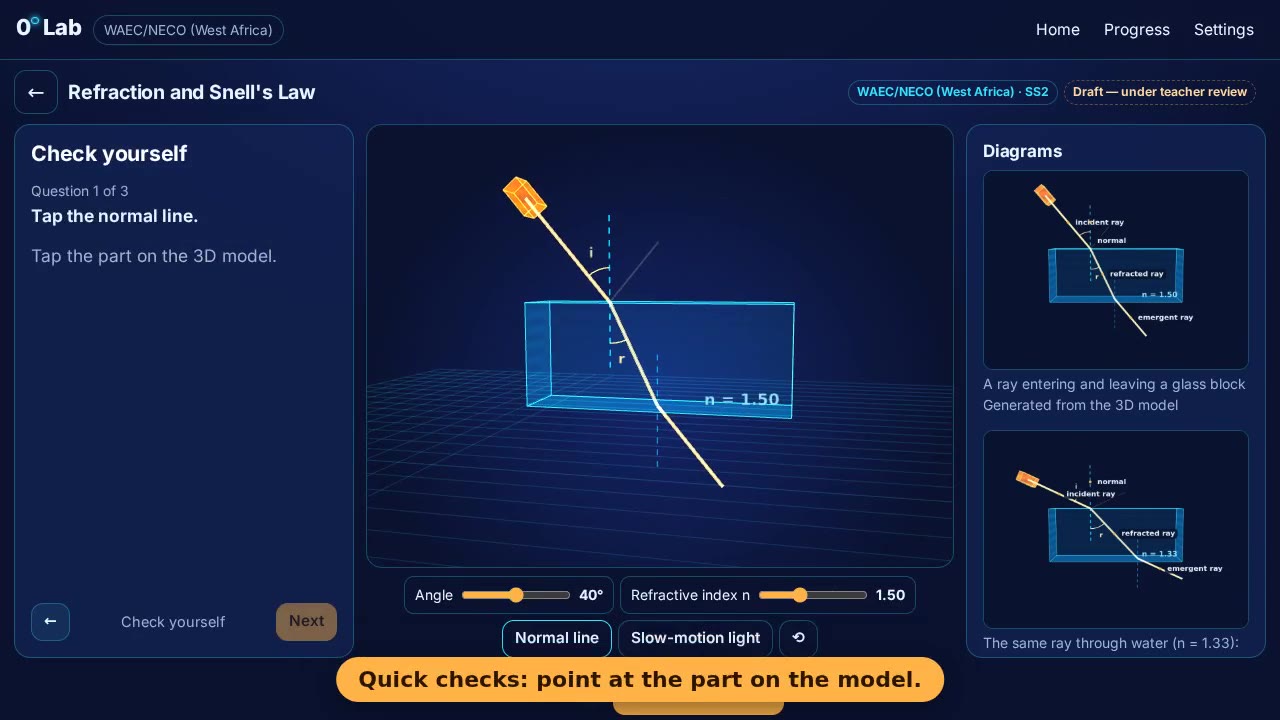 0°Lab
WAEC/NECO (West Africa)
Home
Progress
Settings
←
Refraction and Snell's Law
WAEC/NECO (West Africa) · SS2
Draft — under teacher review
Check yourself
Question 1 of 3
Tap the normal line.
Tap the part on the 3D model.
←
Check yourself
Next
i
r
n = 1.50
Angle
40°
Refractive index n
1.50
Normal line
Slow-motion light
⟲
Quick checks: point at the part on the model.
Diagrams
incident ray
normal
r
refracted ray
n = 1.50
emergent ray
A ray entering and leaving a glass block
Generated from the 3D model
i
normal
incident ray
r
refracted ray
n = 1.33
emergent ray
The same ray through water (n = 1.33):